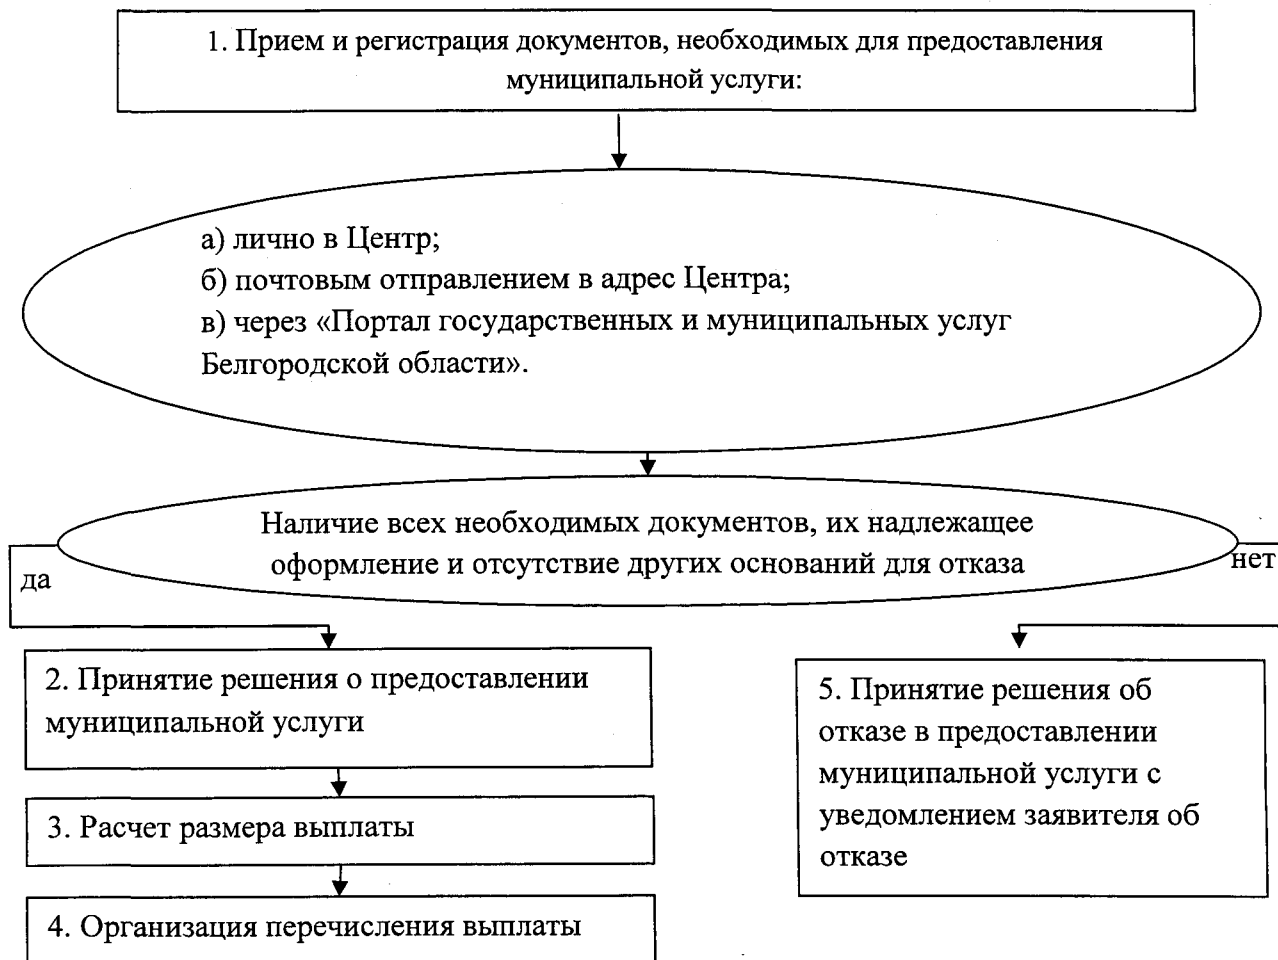 1. Прием и регистрация документов, необходимых для предоставления
муниципальной услуги:
а) лично в Центр;
б) почтовым отправлением в адрес Центра;
в) через «Портал государственных и муниципальных услуг
Белгородской области».
Наличие всех необходимых документов, их надлежащее
оформление и отсутствие других оснований для отказа
да
нет
2. Принятие решения о предоставлении
муниципальной услуги
3. Расчет размера выплаты
4. Организация перечисления выплаты
5. Принятие решения об
отказе в предоставлении
муниципальной услуги с
уведомлением заявителя об
отказе